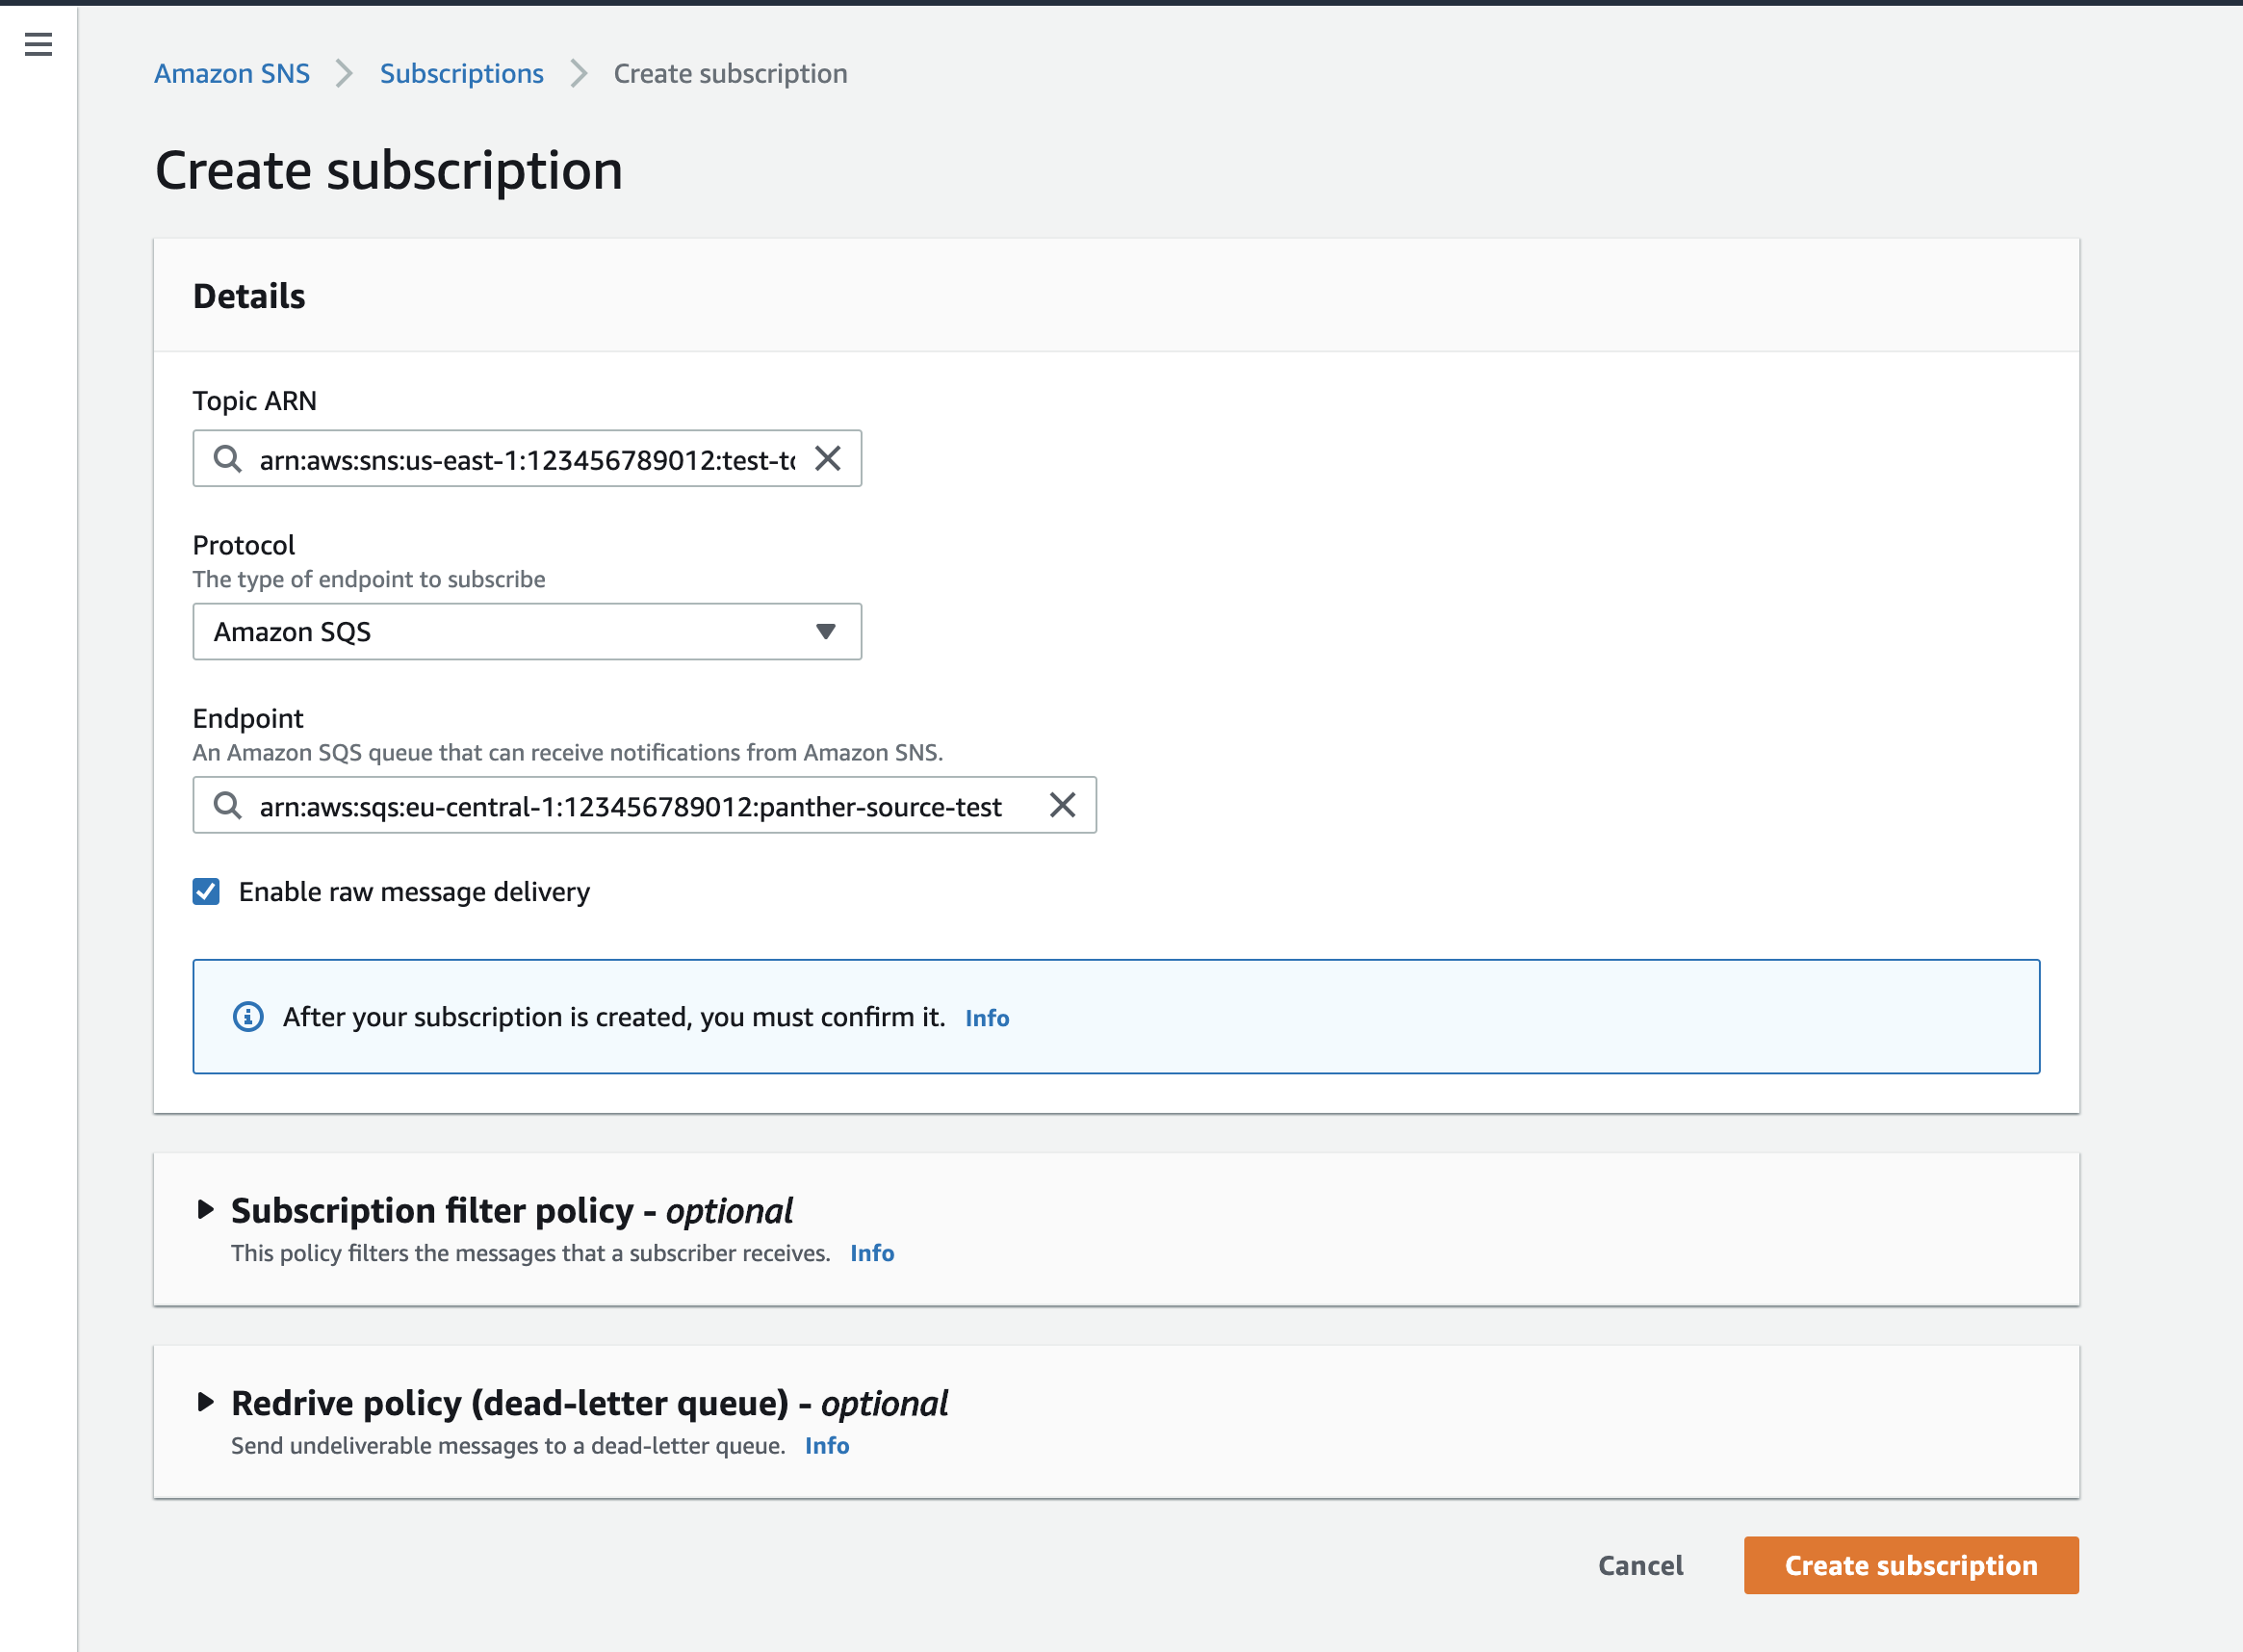 Amazon SNS > Subscriptions > Create subscription
Create subscription
Details
Topic ARN
arn:aws:sns:us-east-1:123456789012:test-to
Protocol
The type of endpoint to subscribe
Amazon SQS
Endpoint
An Amazon SQS queue that can receive notifications from Amazon SNS.
arn:aws:sqs:eu-central-1:123456789012:panther-source-test
Enable raw message delivery
After your subscription is created, you must confirm it. Info
Subscription filter policy - optional
This policy filters the messages that a subscriber receives. Info
Redrive policy (dead-letter queue) - optional
Send undeliverable messages to a dead-letter queue. Info
Cancel Create subscription